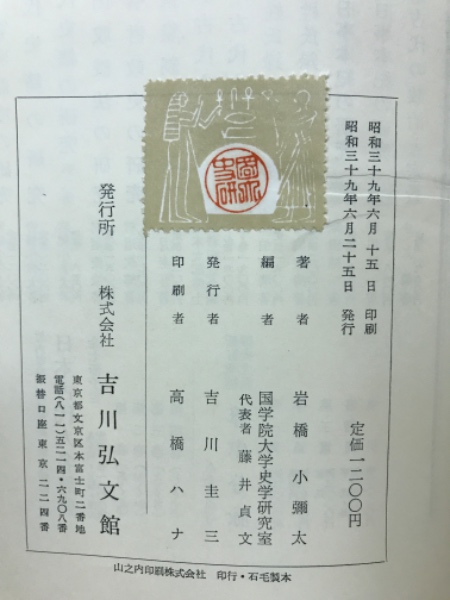 昭和三十九年六月十五日 印刷
昭和三十九年六月二十五日 発行
定価一二〇〇円
著者 岩橋小彌太
編者 国学院大学史学研究室
代表者 藤井貞文
発行者 吉川圭三
印刷者 高橋ハナ
発行所 株式会社 吉川弘文館
東京都文京区本富士町二番地
電話(八一一)五二一四・六九〇八番
振替口座東京二二四番
山之内印刷株式会社 印行・石毛製本